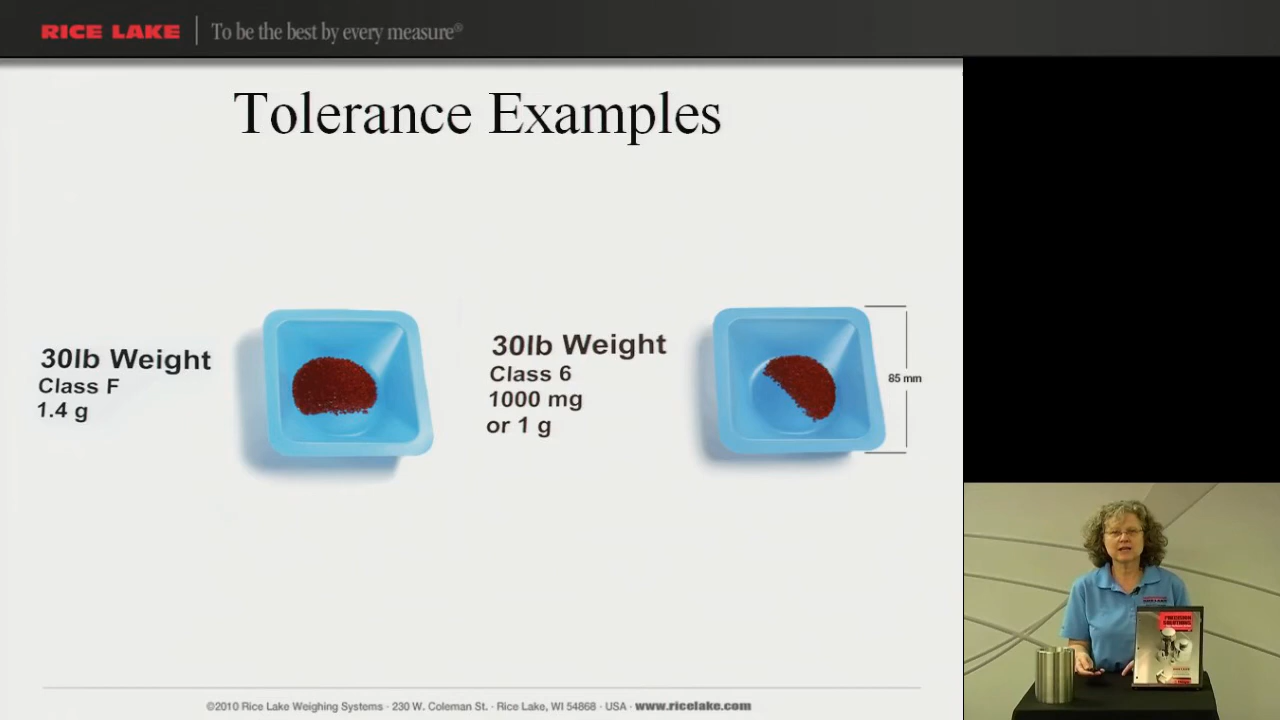 RICE LAKE To be the best by every measure®
Tolerance Examples
30lb Weight
Class F
1.4 g
30lb Weight
Class 6
1000 mg
or 1 g
85 mm
PRECISION
SOLUTIONS
©2010 Rice Lake Weighing Systems · 230 W. Coleman St. · Rice Lake, WI 54868 · USA · www.ricelake.com